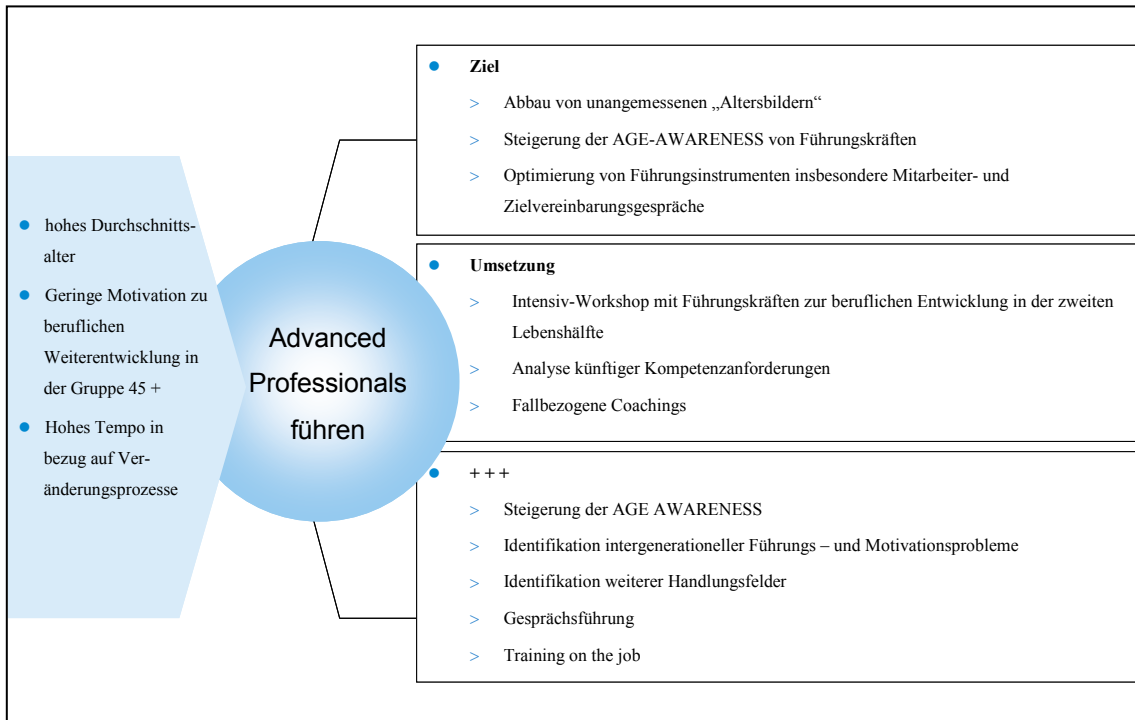 hohes Durchschnitts-
alter
Geringe Motivation zu
beruflichen
Weiterentwicklung in
der Gruppe 45 +
Hohes Tempo in
bezug auf Ver-
änderungsprozesse
Advanced
Professionals
führen
Ziel
> Abbau von unangemessenen „Altersbildern“
> Steigerung der AGE-AWARENESS von Führungskräften
> Optimierung von Führungsinstrumenten insbesondere Mitarbeiter- und
Zielvereinbarungsgespräche
Umsetzung
> Intensiv-Workshop mit Führungskräften zur beruflichen Entwicklung in der zweiten
Lebenshälfte
> Analyse künftiger Kompetenzanforderungen
> Fallbezogene Coachings
+ + +
> Steigerung der AGE AWARENESS
> Identifikation intergenerationeller Führungs – und Motivationsprobleme
> Identifikation weiterer Handlungsfelder
> Gesprächsführung
> Training on the job